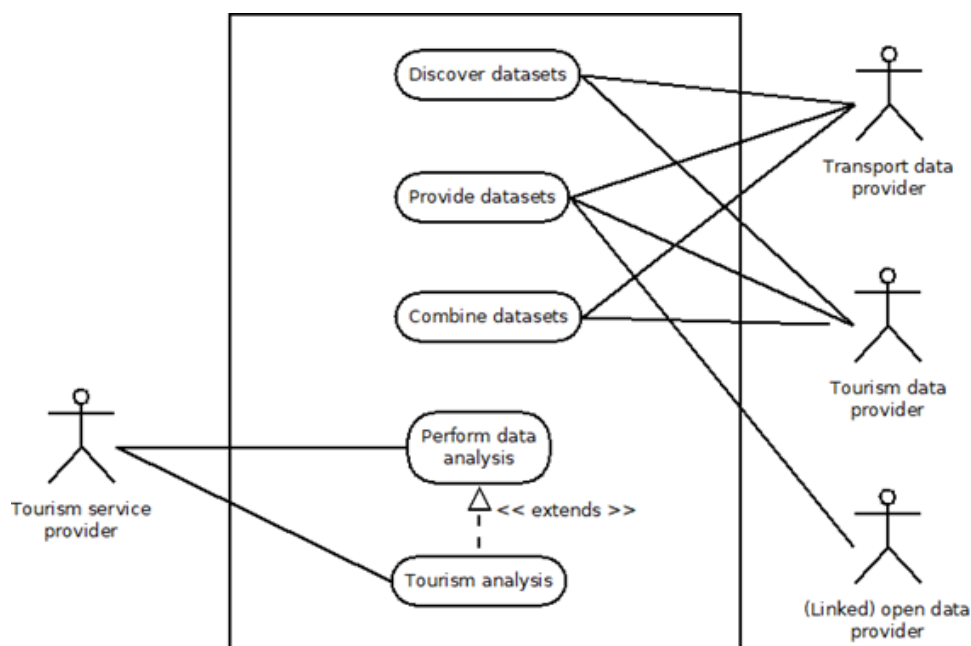 Discover datasets
Transport data
provider
Provide datasets
Combine datasets
Tourism data
provider
Perform data
analysis
Tourism service
provider
<< extends >>
Tourism analysis
(Linked) open data
provider